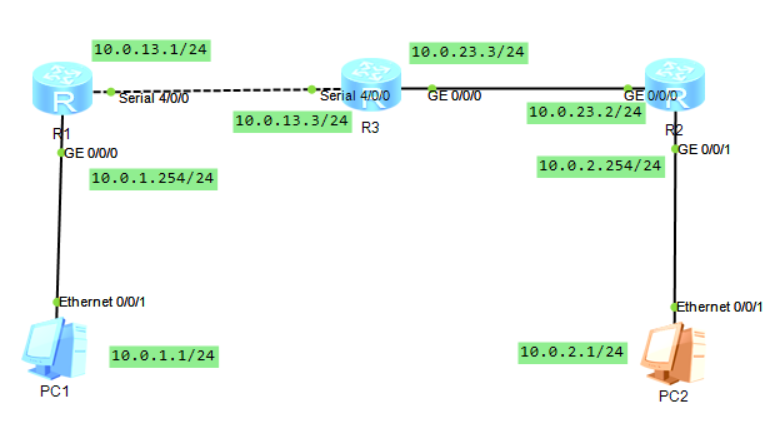 10.0.13.1/24
10.0.23.3/24
R
Serial 4/0/0
Serial 4/0/0
R
GE 0/0/0
GE 0/0/0
R
10.0.13.3/24
10.0.23.2/24
R1
R3
R2
GE 0/0/0
GE 0/0/1
10.0.1.254/24
10.0.2.254/24
Ethernet 0/0/1
Ethernet 0/0/1
10.0.1.1/24
10.0.2.1/24
PC1
PC2